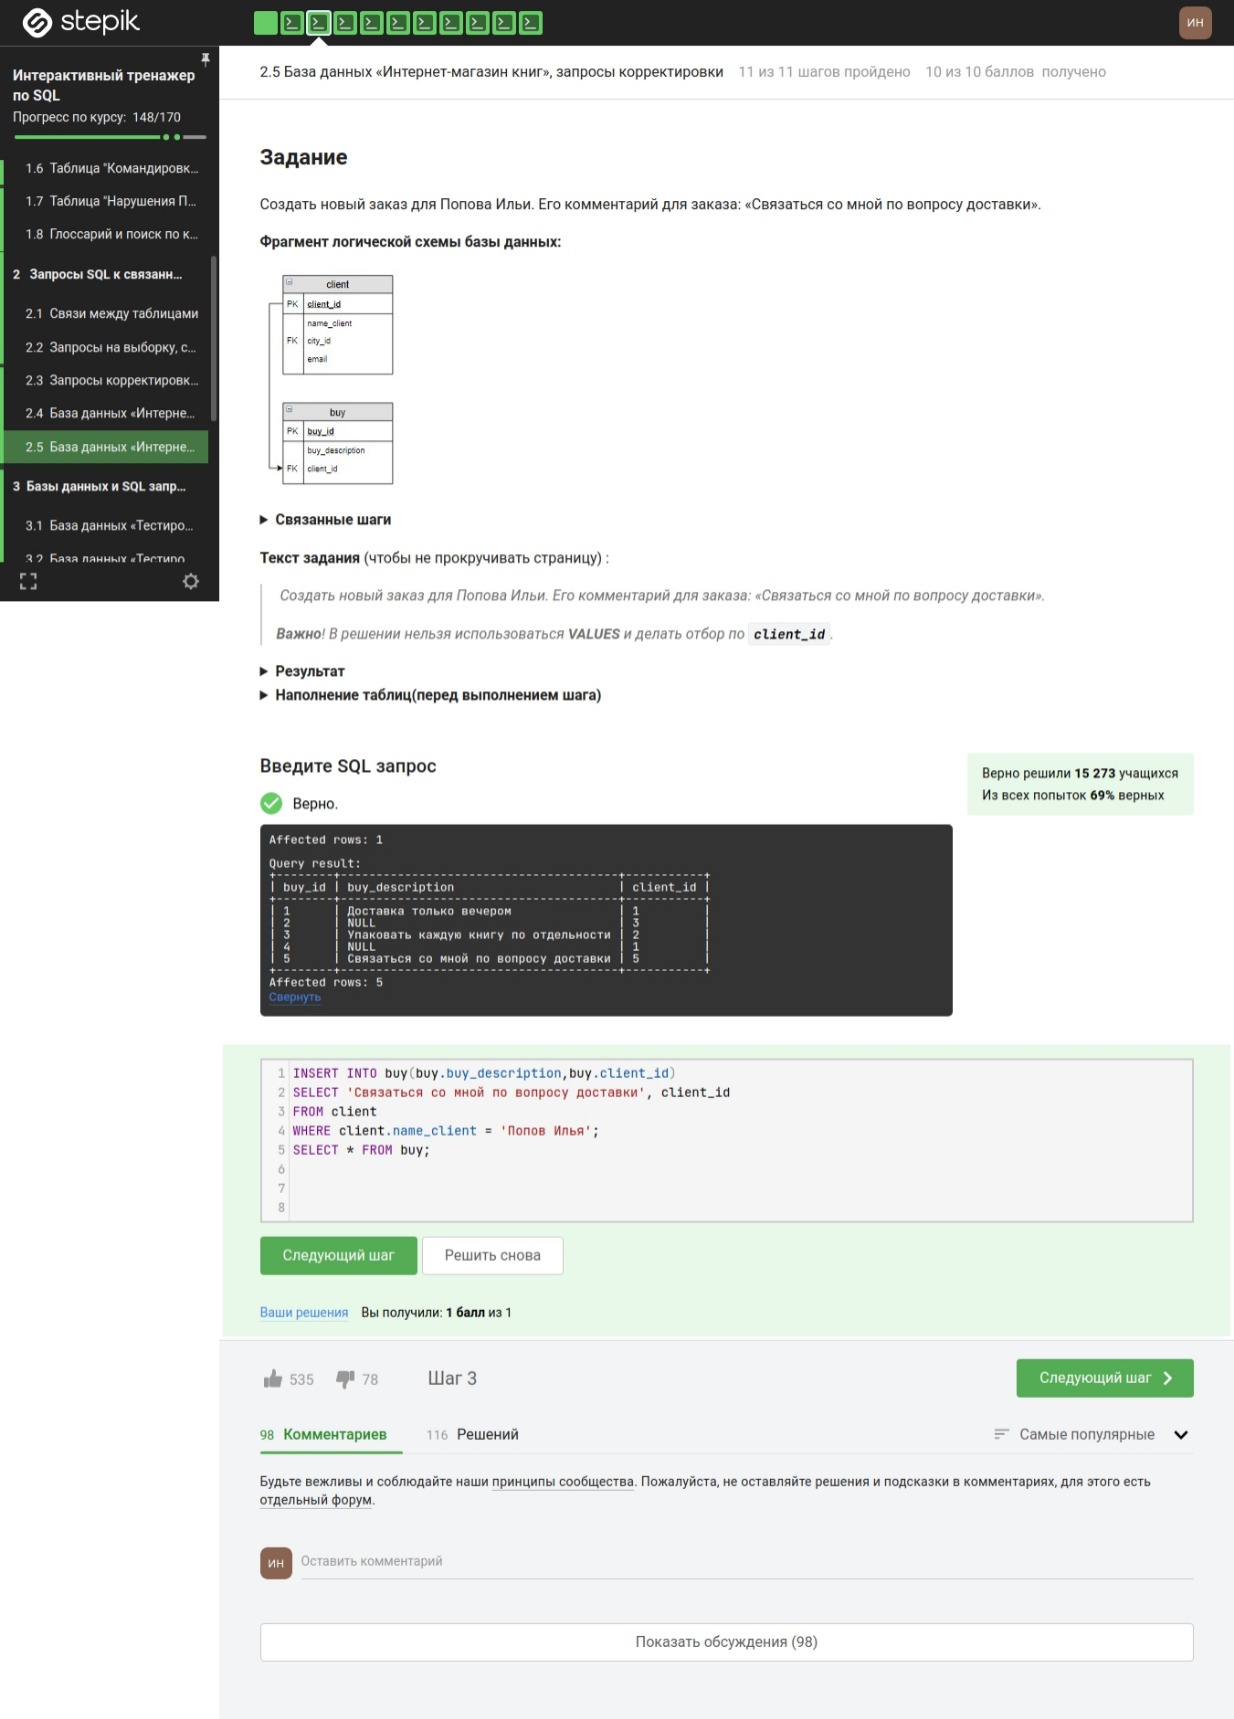 stepik
ИН
Интерактивный тренажер
по SQL
Прогресс по курсу: 148/170
1.6 Таблица "Командировк...
1.7 Таблица "Нарушения П...
1.8 Глоссарий и поиск по к...
2 Запросы SQL к связанн...
2.1 Связи между таблицами
2.2 Запросы на выборку, с...
2.3 Запросы корректировк...
2.4 База данных «Интерне...
2.5 База данных «Интерне...
3 Базы данных и SQL запр...
3.1 База данных «Тестиро...
3.2 База данных «Тестиро
2.5 База данных «Интернет-магазин книг», запросы корректировки 11 из 11 шагов пройдено 10 из 10 баллов получено
Задание
Создать новый заказ для Попова Ильи. Его комментарий для заказа: «Связаться со мной по вопросу доставки».
Фрагмент логической схемы базы данных:
client
PK client_id
name_client
FK city_id
email
buy
PK buy_id
buy_description
FK client_id
Связанные шаги
Текст задания (чтобы не прокручивать страницу) :
Создать новый заказ для Попова Ильи. Его комментарий для заказа: «Связаться со мной по вопросу доставки».
Важно! В решении нельзя использоваться VALUES и делать отбор по client_id.
Результат
Наполнение таблиц(перед выполнением шага)
Введите SQL запрос
Верно.
Верно решили 15 273 учащихся
Из всех попыток 69% верных
Affected rows: 1
Query result:
+--------+-------------------------------------+-----------+
| buy_id | buy_description | client_id |
+--------+-------------------------------------+-----------+
| 1 | Доставка только вечером | 1 |
| 2 | NULL | 3 |
| 3 | Упаковать каждую книгу по отдельности | 2 |
| 4 | NULL | 1 |
| 5 | Связаться со мной по вопросу доставки | 5 |
+--------+-------------------------------------+-----------+
Affected rows: 5
Свернуть
1 INSERT INTO buy(buy.buy_description,buy.client_id)
2 SELECT 'Связаться со мной по вопросу доставки', client_id
3 FROM client
4 WHERE client.name_client = 'Попов Илья';
5 SELECT * FROM buy;
6
7
8
Следующий шаг Решить снова
Ваши решения Вы получили: 1 балл из 1
535 78 Шаг 3 Следующий шаг
98 Комментариев 116 Решений Самые популярные
Будьте вежливы и соблюдайте наши принципы сообщества. Пожалуйста, не оставляйте решения и подсказки в комментариях, для этого есть
отдельный форум.
ИН Оставить комментарий
Показать обсуждения (98)